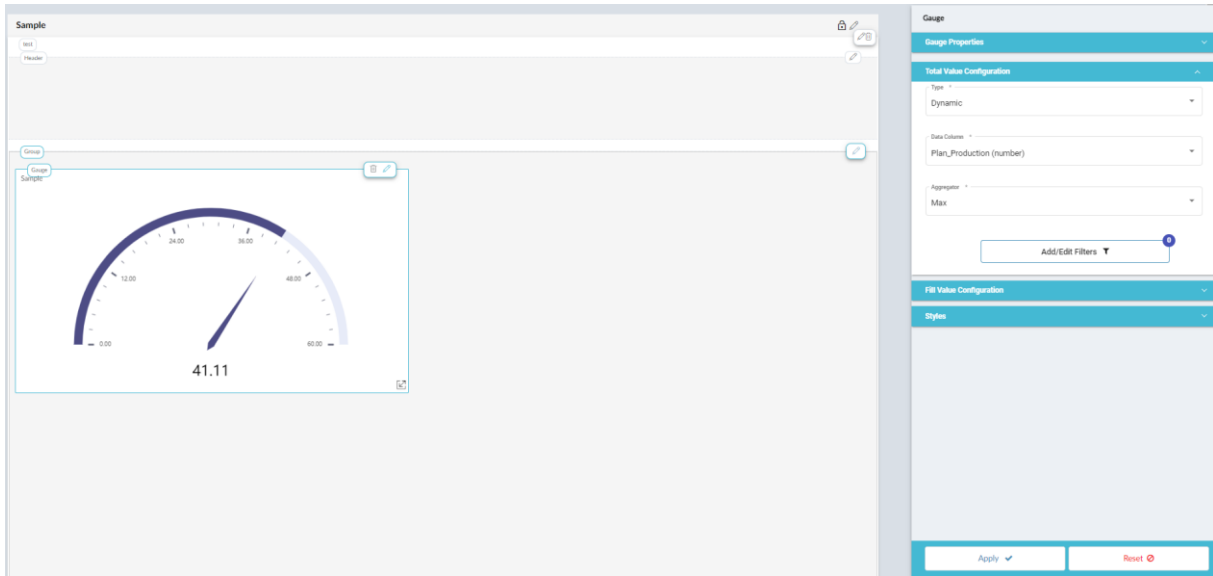 Sample
test
Header
Group
Gauge
Sample
0.00
12.00
24.00
36.00
48.00
60.00
41.11
Gauge
Gauge Properties
Total Value Configuration
Type *
Dynamic
Data Column *
Plan_Production (number)
Aggregator *
Max
0
Add/Edit Filters
Fill Value Configuration
Styles
Apply
Reset